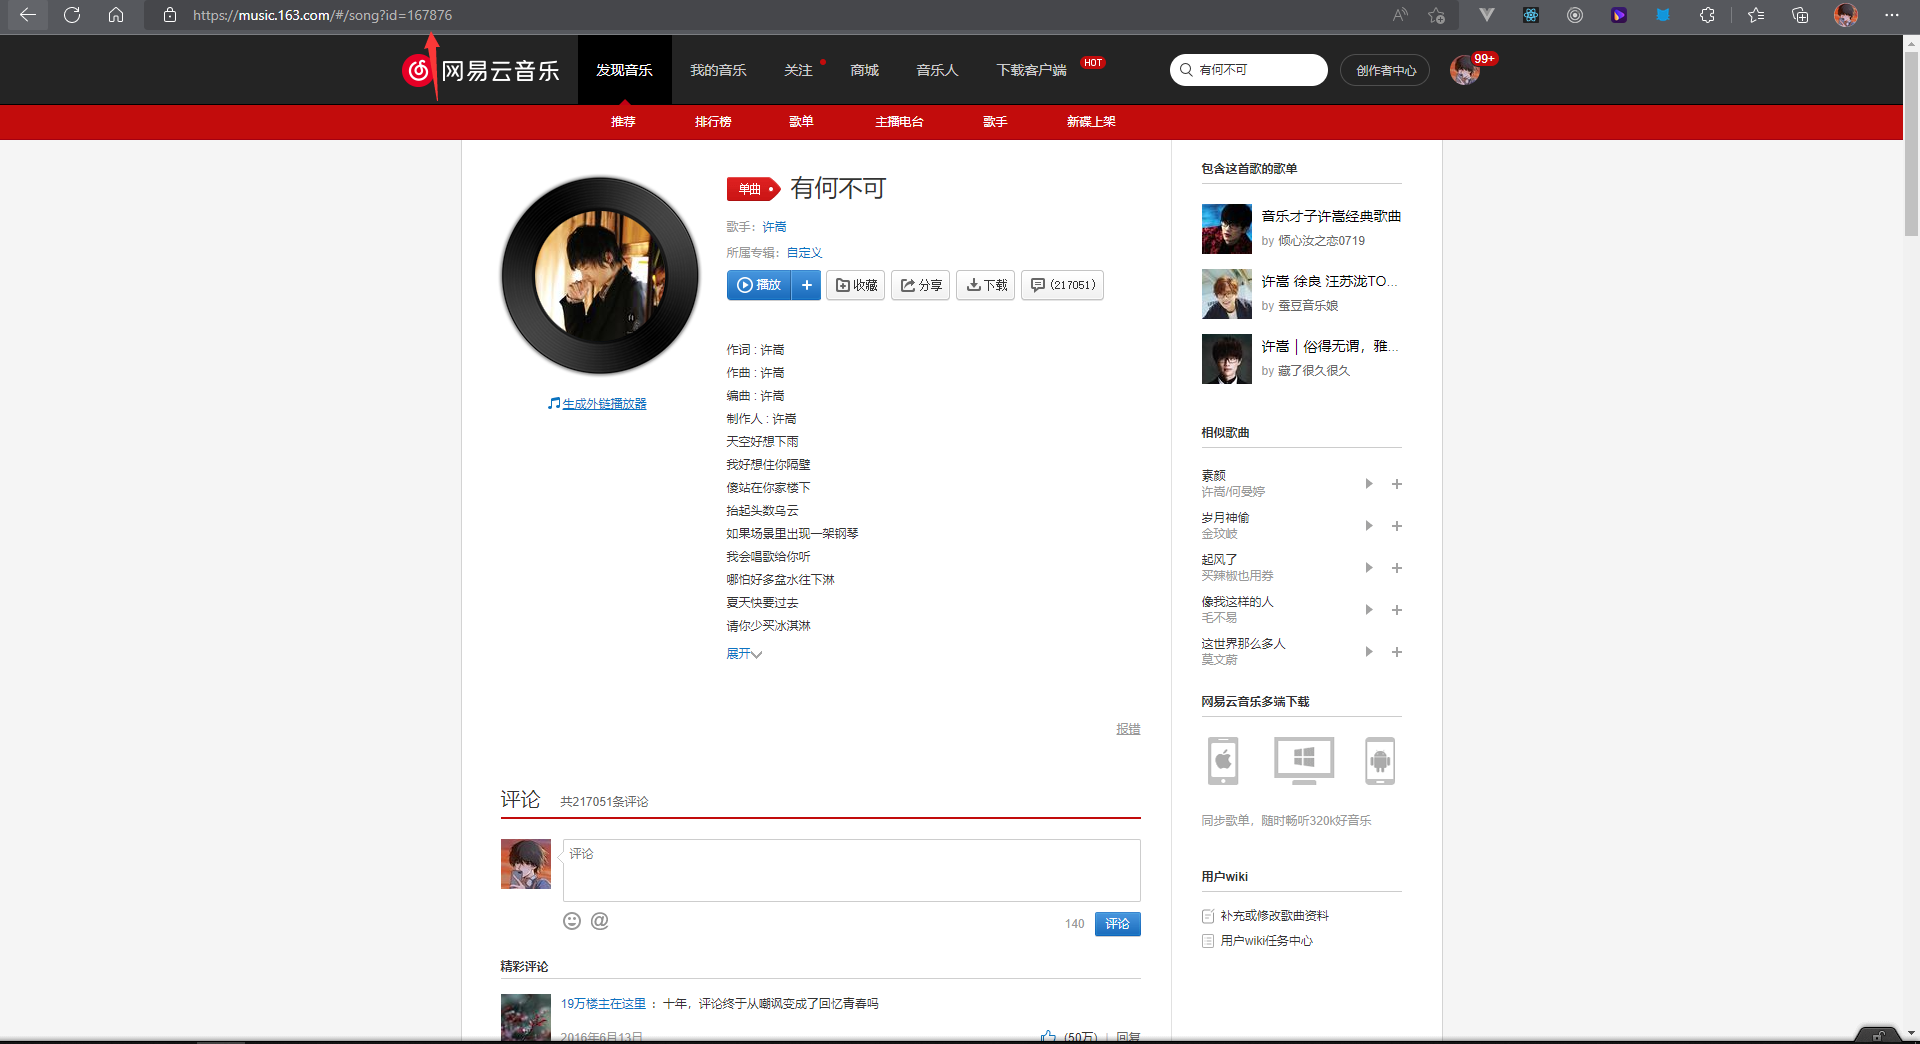 https://music.163.com/#/song?id=167876
网易云音乐
发现音乐
我的音乐
关注
商城
音乐人
下载客户端
HOT
有何不可
创作者中心
99+
推荐
排行榜
歌单
主播电台
歌手
新碟上架
单曲
有何不可
歌手：许嵩
所属专辑：自定义
播放
收藏
分享
下载
(217051)
生成外链播放器
作词 : 许嵩
作曲 : 许嵩
编曲 : 许嵩
制作人 : 许嵩
天空好想下雨
我好想住你隔壁
傻站在你家楼下
抬起头数乌云
如果场景里出现一架钢琴
我会唱歌给你听
哪怕好多盆水往下淋
夏天快要过去
请你少买冰淇淋
展开
报错
评论
共217051条评论
评论
140
评论
精彩评论
19万楼主在这里 ：十年，评论终于从嘲讽变成了回忆青春吗
2016年6月13日
(50万)
回复
包含这首歌的歌单
音乐才子许嵩经典歌曲
by 倾心汝之恋0719
许嵩 徐良 汪苏泷TO...
by 蚕豆音乐娘
许嵩 | 俗得无谓，雅...
by 藏了很久很久
相似歌曲
素颜
许嵩/何曼婷
岁月神偷
金玟岐
起风了
买辣椒也用券
像我这样的人
毛不易
这世界那么多人
莫文蔚
网易云音乐多端下载
同步歌单，随时畅听320k好音乐
用户wiki
补充或修改歌曲资料
用户wiki任务中心